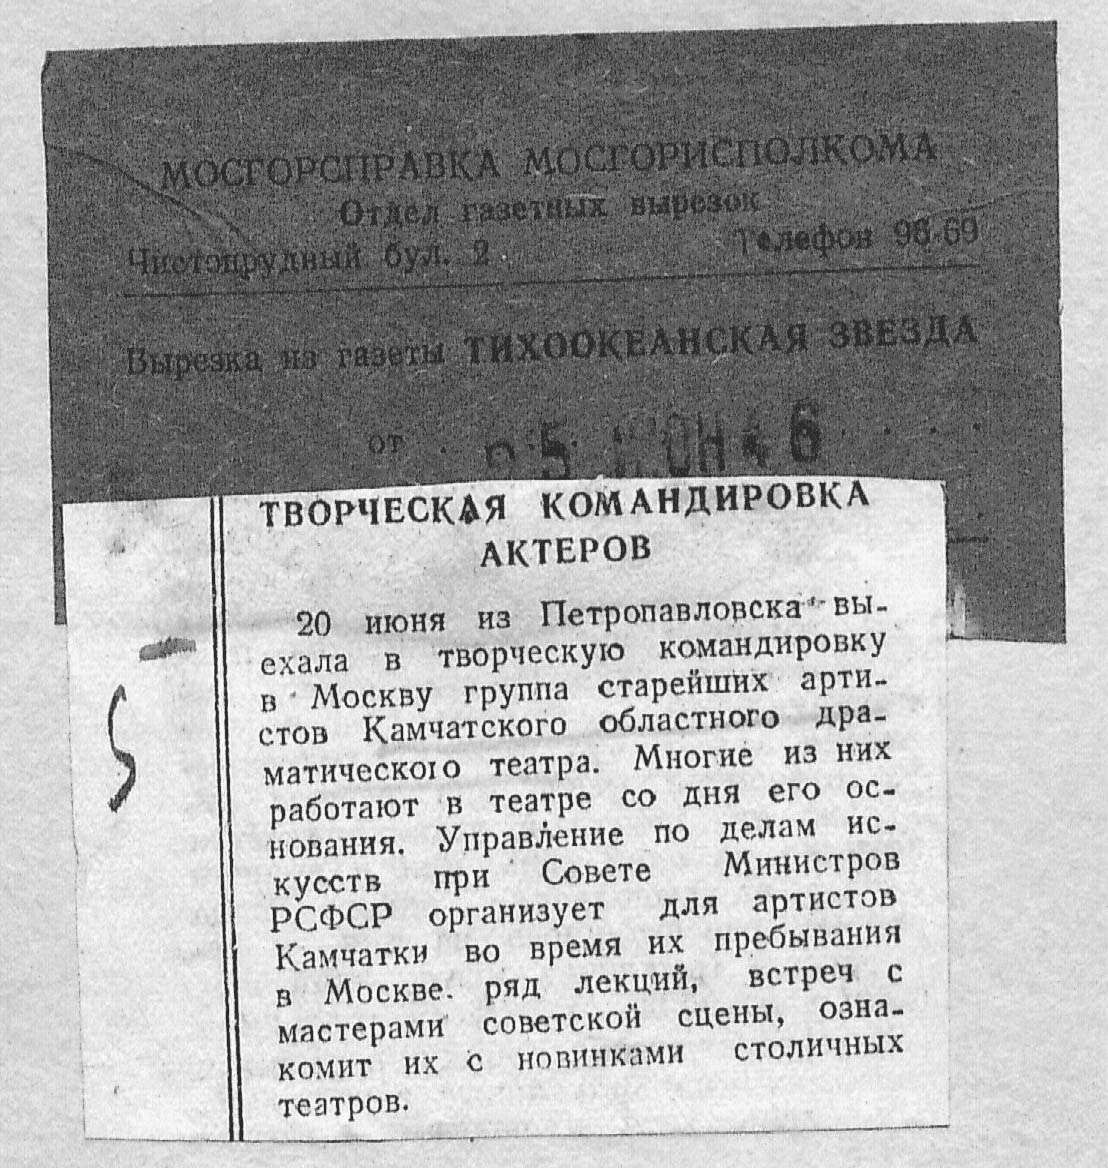 МОСГОРСПРАВКА МОСГОРИСПОЛКОМА
Отдел газетных вырезок
Чистопрудный бул. 2. Телефон 96-69
Вырезка из газеты ТИХООКЕАНСКАЯ ЗВЕЗДА
от . 25 ИЮН 46 . . . .
ТВОРЧЕСКАЯ КОМАНДИРОВКА
АКТЕРОВ
20 июня из Петропавловска вы-
ехала в творческую командировку
в Москву группа старейших арти-
стов Камчатского областного дра-
матического театра. Многие из них
работают в театре со дня его ос-
нования. Управление по делам ис-
кусств при Совете Министров
РСФСР организует для артистов
Камчатки во время их пребывания
в Москве. ряд лекций, встреч с
мастерами советской сцены, озна-
комит их с новинками столичных
театров.
5